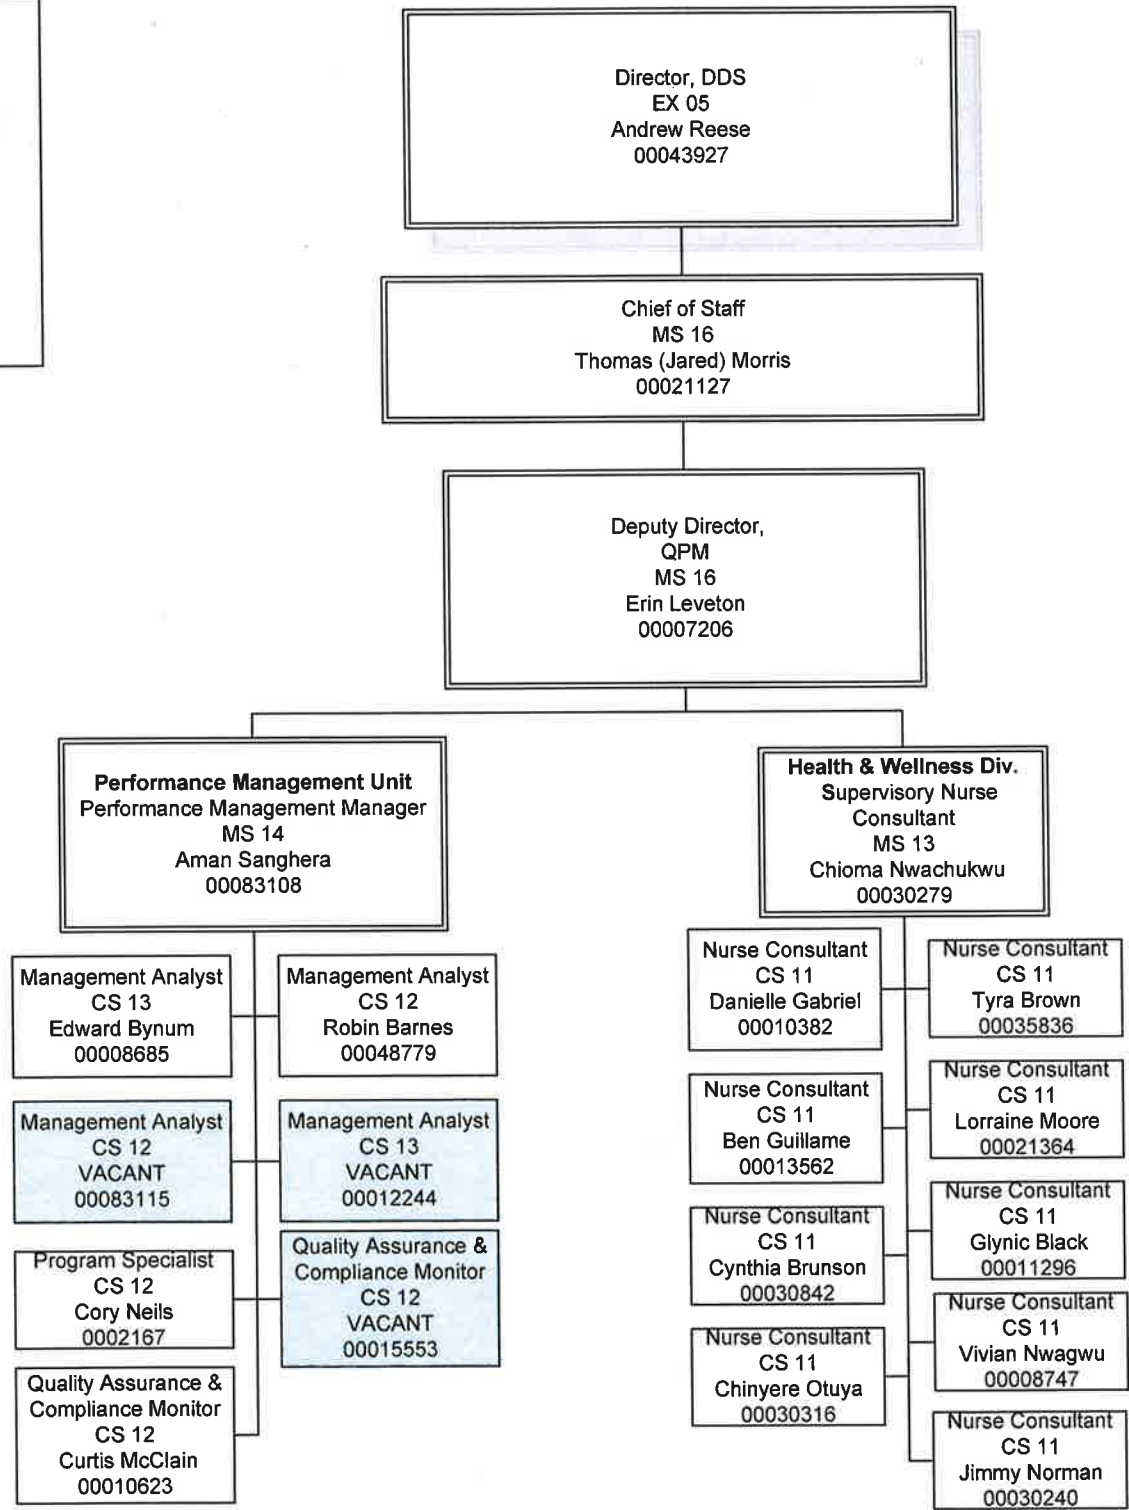 Director, DDS
EX 05
Andrew Reese
00043927
Chief of Staff
MS 16
Thomas (Jared) Morris
00021127
Deputy Director,
QPM
MS 16
Erin Leveton
00007206
Performance Management Unit
Performance Management Manager
MS 14
Aman Sanghera
00083108
Management Analyst
CS 13
Edward Bynum
00008685
Management Analyst
CS 12
Robin Barnes
00048779
Management Analyst
CS 12
VACANT
00083115
Management Analyst
CS 13
VACANT
00012244
Program Specialist
CS 12
Cory Neils
0002167
Quality Assurance &
Compliance Monitor
CS 12
VACANT
00015553
Quality Assurance &
Compliance Monitor
CS 12
Curtis McClain
00010623
Health & Wellness Div.
Supervisory Nurse
Consultant
MS 13
Chioma Nwachukwu
00030279
Nurse Consultant
CS 11
Danielle Gabriel
00010382
Nurse Consultant
CS 11
Tyra Brown
00035836
Nurse Consultant
CS 11
Ben Guillame
00013562
Nurse Consultant
CS 11
Lorraine Moore
00021364
Nurse Consultant
CS 11
Cynthia Brunson
00030842
Nurse Consultant
CS 11
Glynic Black
00011296
Nurse Consultant
CS 11
Chinyere Otuya
00030316
Nurse Consultant
CS 11
Vivian Nwagwu
00008747
Nurse Consultant
CS 11
Jimmy Norman
00030240